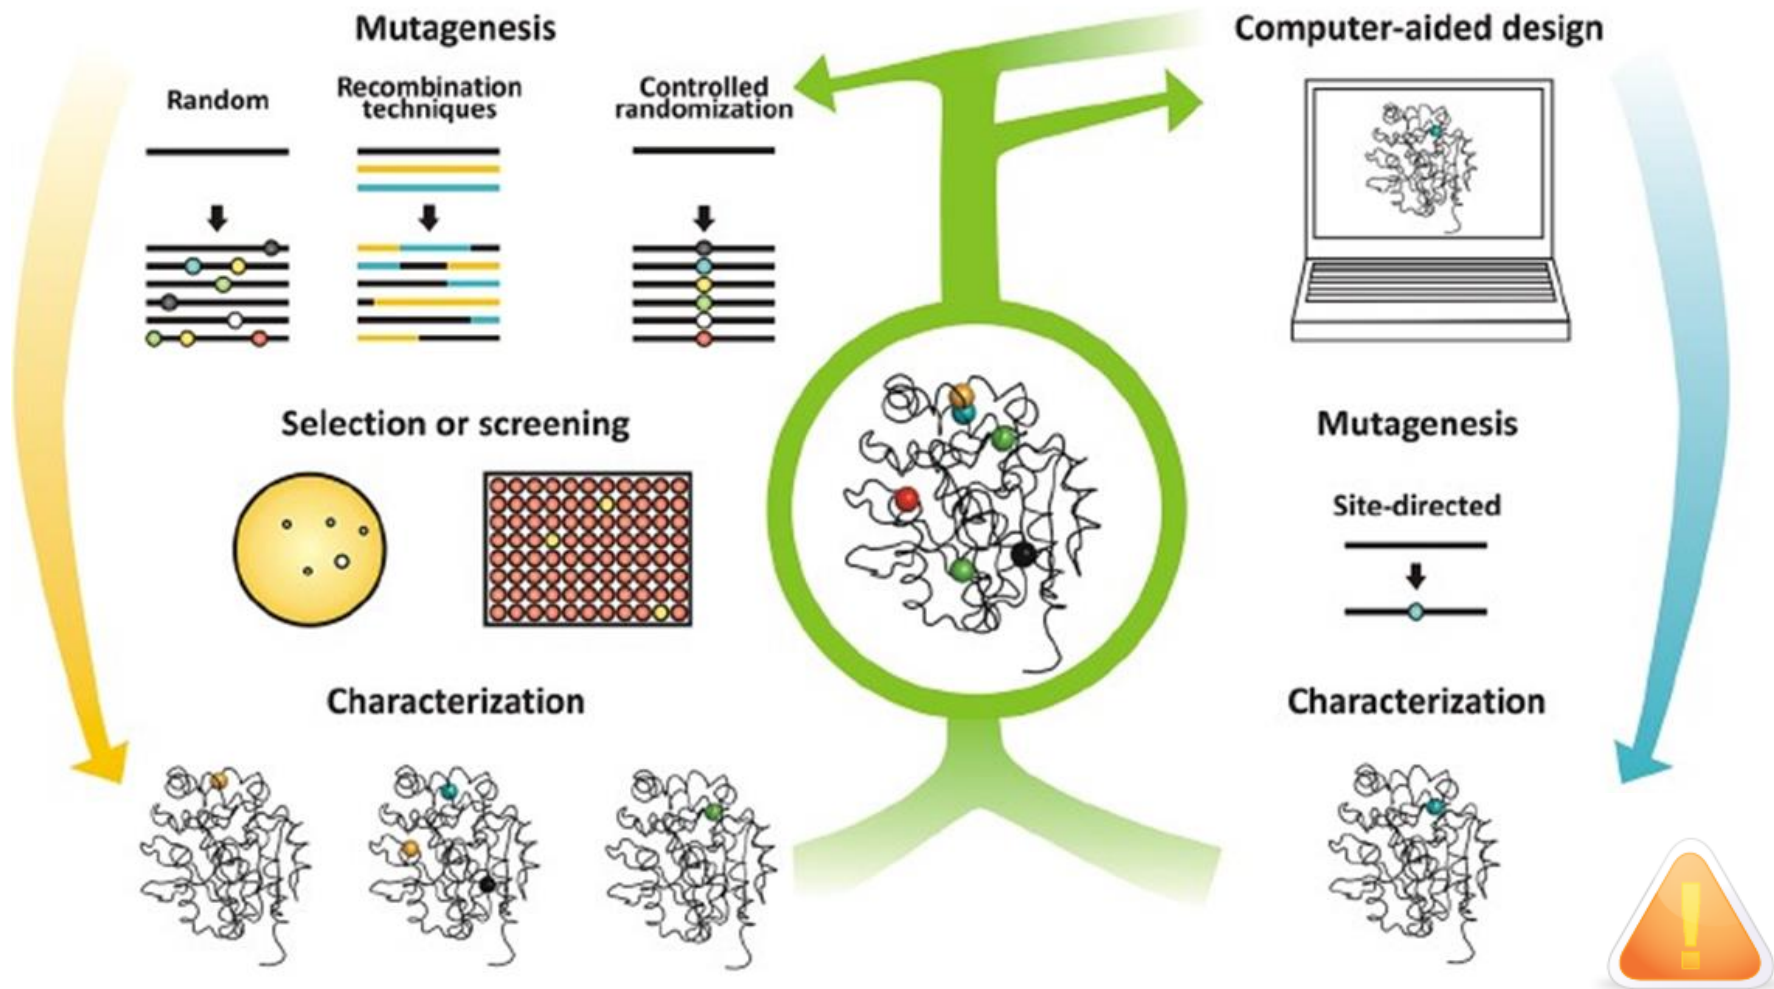 Mutagenesis
Random
Recombination
techniques
Controlled
randomization
Selection or screening
Characterization
Computer-aided design
Mutagenesis
Site-directed
Characterization
!